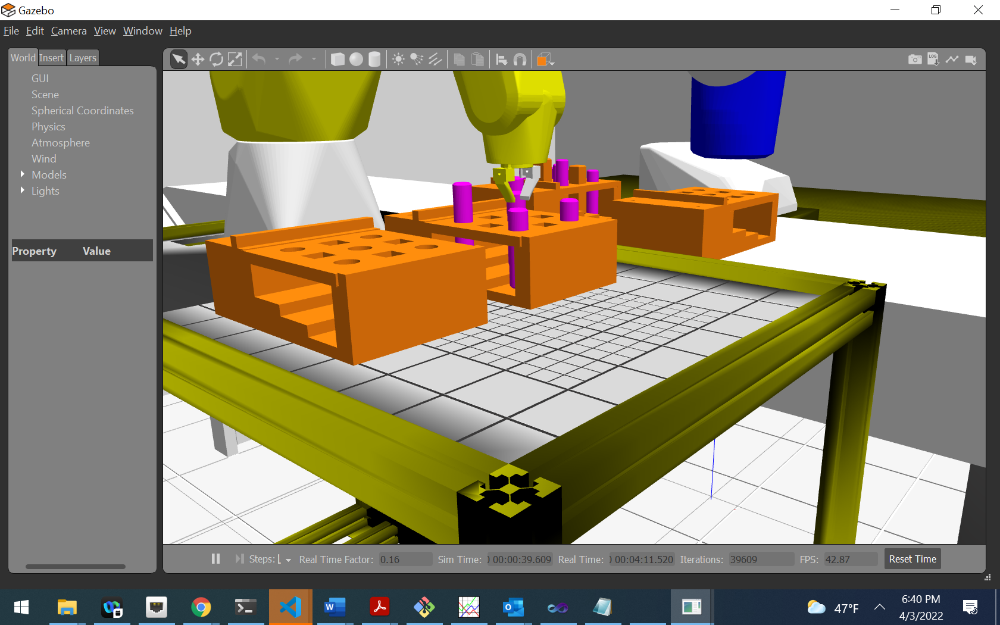 Gazebo
File Edit Camera View Window Help
World Insert Layers
LOG
GUI
Scene
Spherical Coordinates
Physics
Atmosphere
Wind
Models
Lights
Property Value
Steps: Real Time Factor: 0.16 Sim Time: 00:00:39.609 Real Time: 00:04:11.520 Iterations: 39609 FPS: 42.87 Reset Time
6:40 PM
47°F
4/3/2022